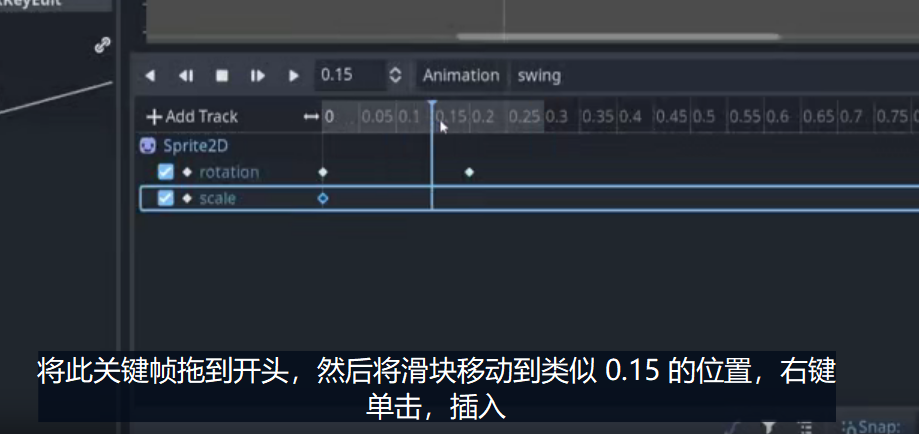 KeyEdit
0.15 Animation swing
Add Track 0 0.05 0.1 0.15 0.2 0.25 0.3 0.35 0.4 0.45 0.5 0.55 0.6 0.65 0.7 0.75
Sprite2D
rotation
scale
将此关键帧拖到开头，然后将滑块移动到类似 0.15 的位置，右键
单击，插入
Snap: